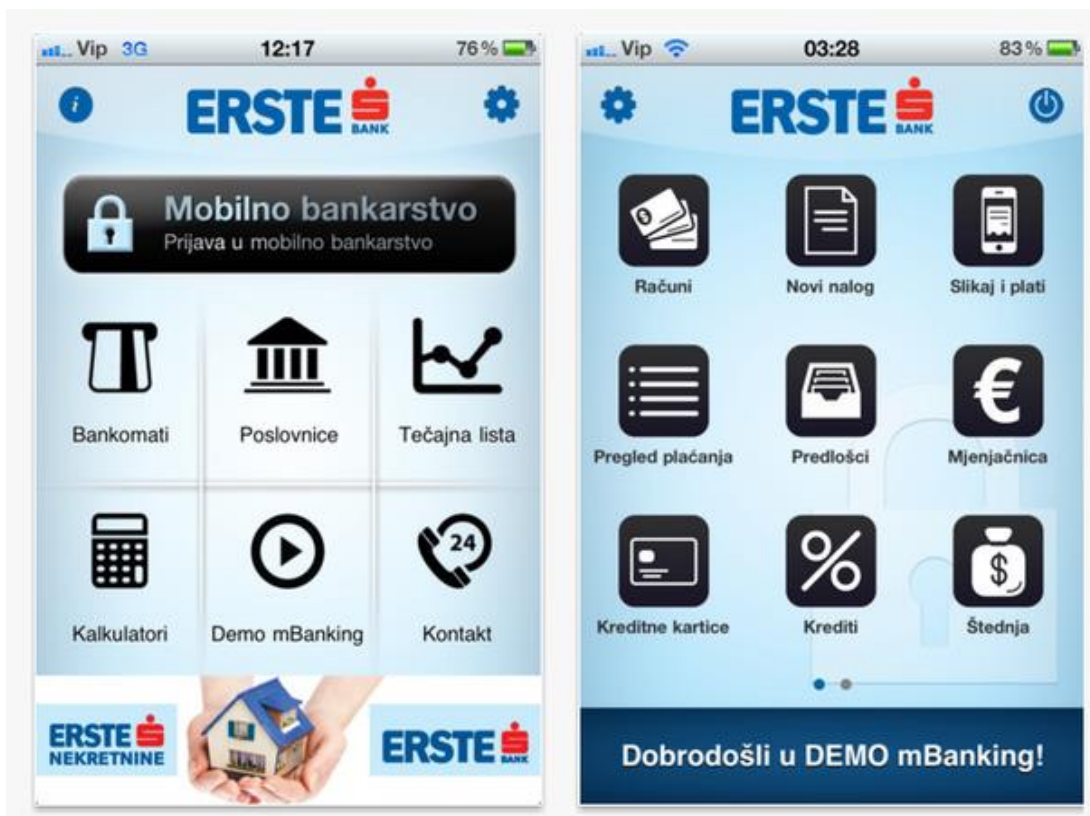 Vip 3G 12:17 76%
ERSTE
BANK
Mobilno bankarstvo
Prijava u mobilno bankarstvo
Bankomati Poslovnice Tečajna lista
24
Kalkulatori Demo mBanking Kontakt
ERSTE
NEKRETNINE
ERSTE
BANK
Vip 03:28 83%
ERSTE
BANK
Računi Novi nalog Slikaj i plati
€
Pregled plaćanja Predlošci Mjenjačnica
% $
Kreditne kartice Krediti Štednja
Dobrodošli u DEMO mBanking!